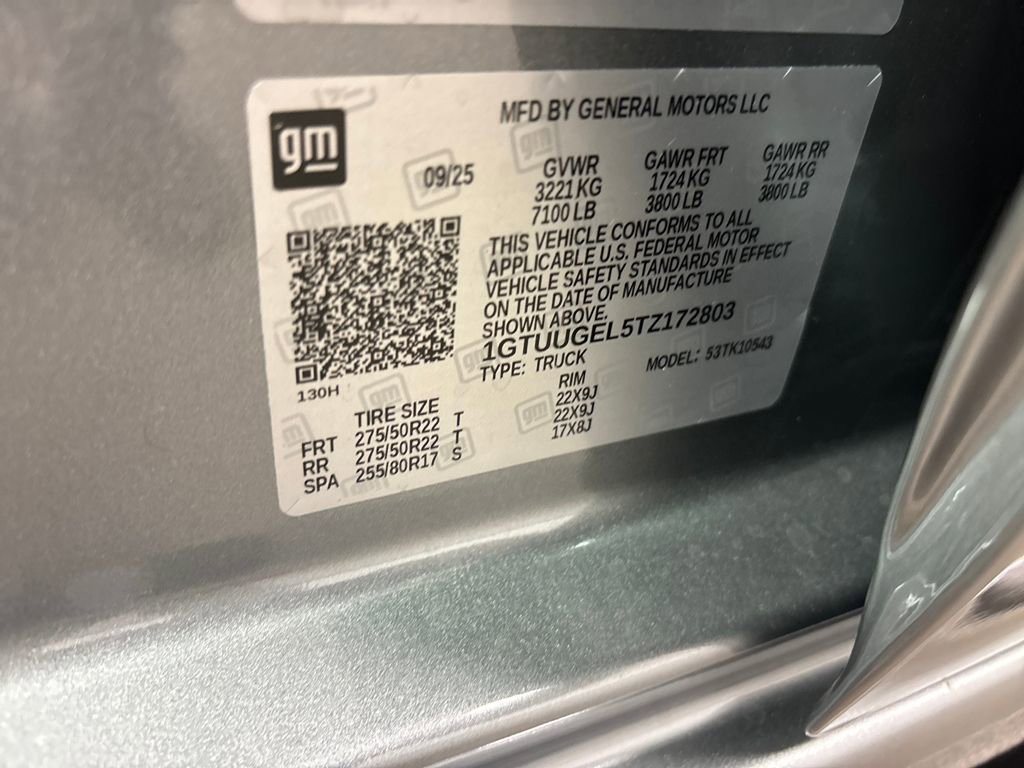 gm
MFD BY GENERAL MOTORS LLC
09/25
GVWR GAWR FRT GAWR RR
3221 KG 1724 KG 1724 KG
7100 LB 3800 LB 3800 LB
THIS VEHICLE CONFORMS TO ALL
APPLICABLE U.S. FEDERAL MOTOR
VEHICLE SAFETY STANDARDS IN EFFECT
ON THE DATE OF MANUFACTURE
SHOWN ABOVE.
1GTUUGEL5TZ172803
TYPE: TRUCK MODEL: 53TK10543
130H
TIRE SIZE RIM
FRT 275/50R22 T 22X9J
RR 275/50R22 T 22X9J
SPA 255/80R17 S 17X8J